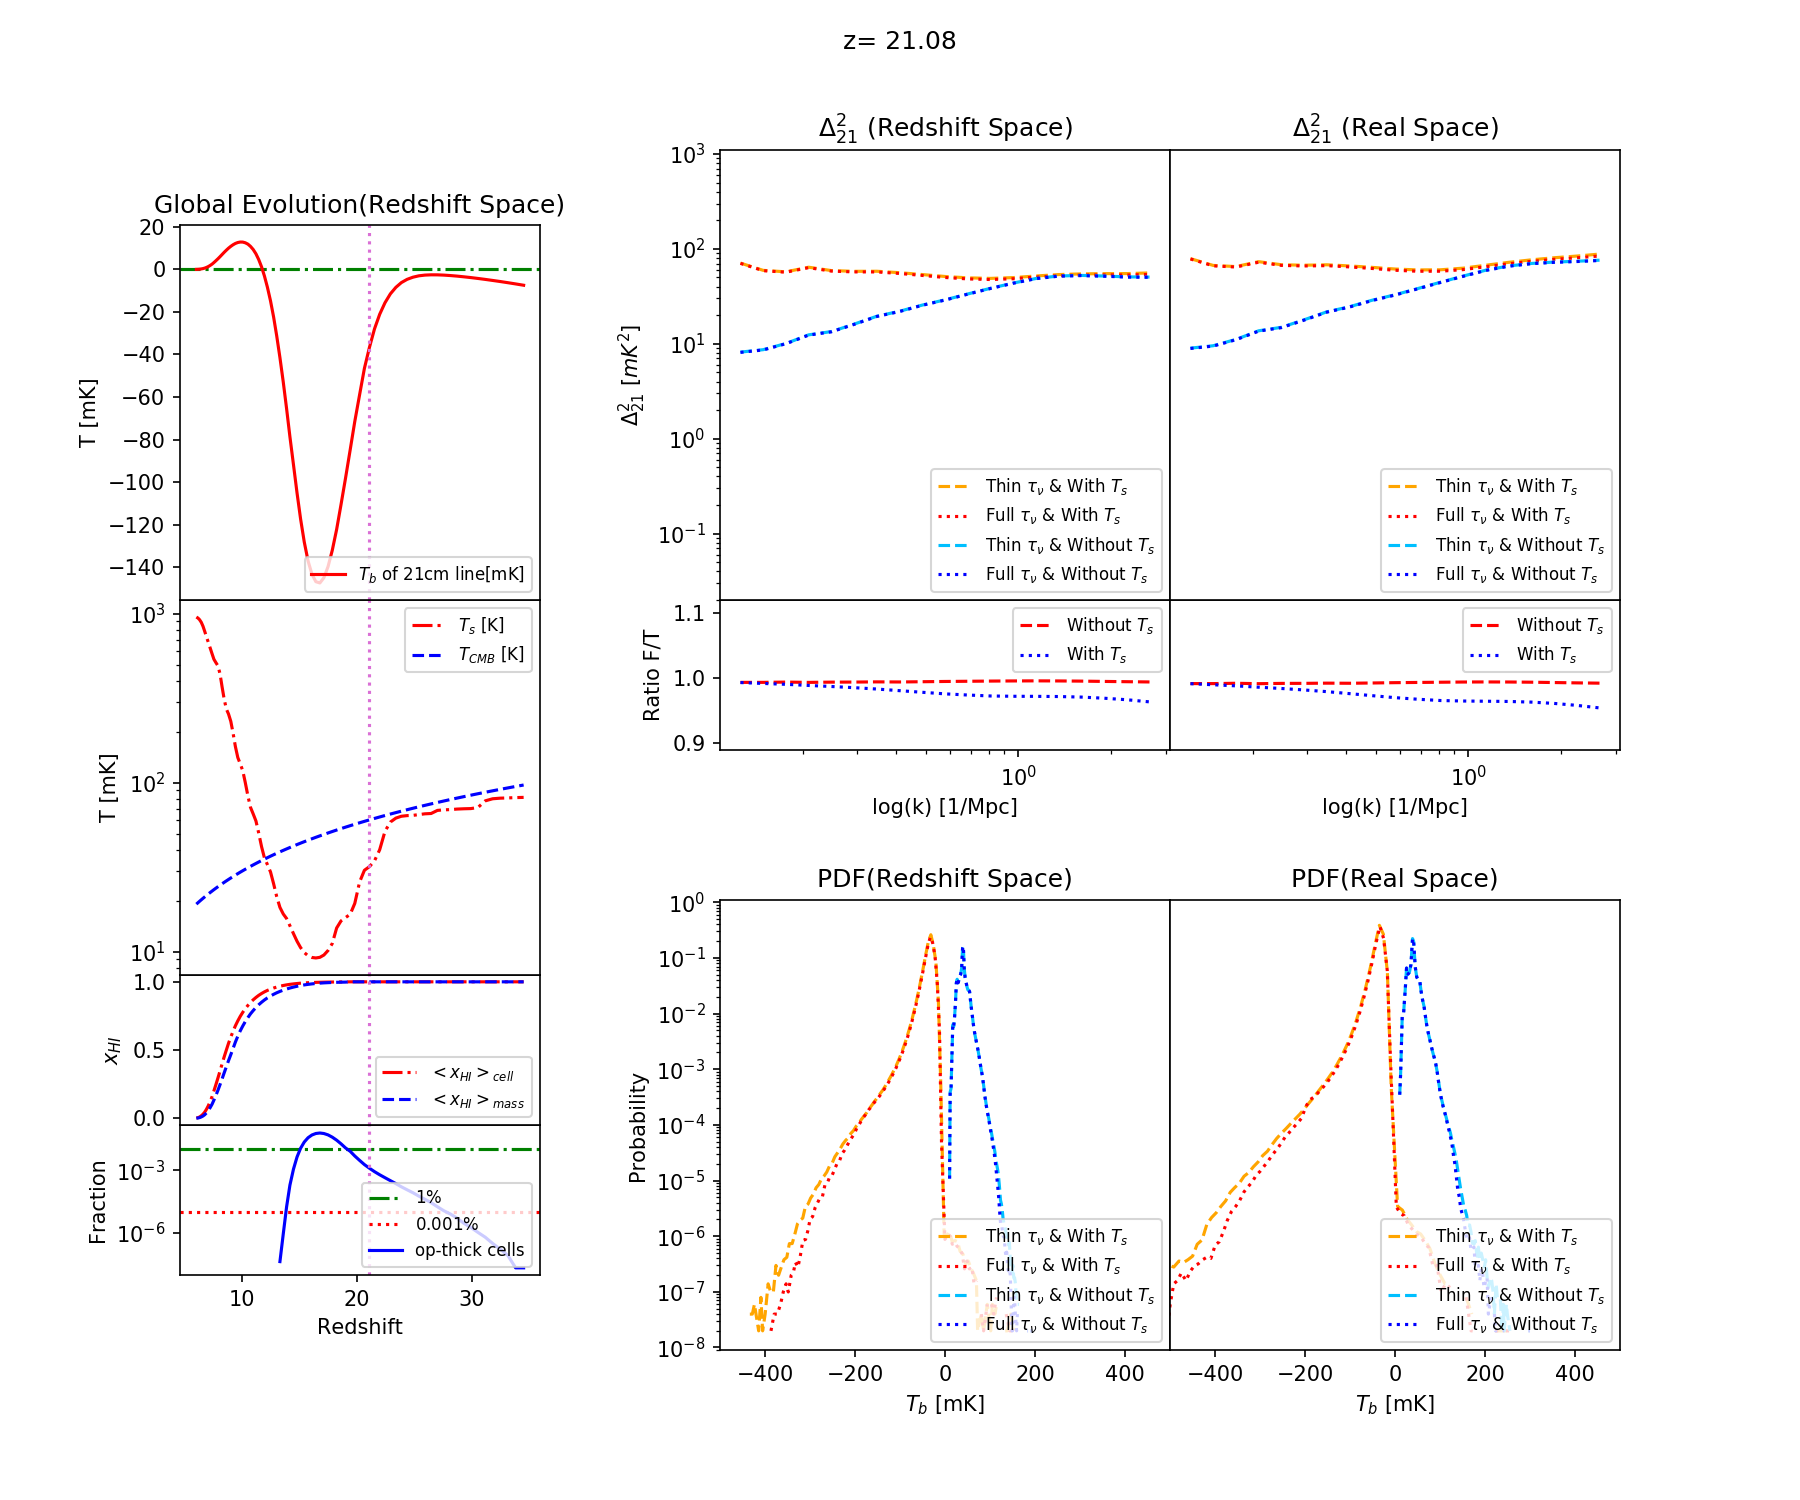 z= 21.08
Global Evolution(Redshift Space)
20
0
−20
−40
−60
−80
−100
−120
−140
T [mK]
T_b of 21cm line[mK]
10^3
10^2
10^1
T [mK]
T_s [K]
T_CMB [K]
1.0
0.5
0.0
x_HI
< x_HI >_cell
< x_HI >_mass
10^−3
10^−6
Fraction
1%
0.001%
op-thick cells
10 20 30
Redshift
Δ^2_21 (Redshift Space)
Δ^2_21 (Real Space)
10^3
10^2
10^1
10^0
10^−1
Δ^2_21 [mK^2]
Thin τ_ν & With T_s
Full τ_ν & With T_s
Thin τ_ν & Without T_s
Full τ_ν & Without T_s
Thin τ_ν & With T_s
Full τ_ν & With T_s
Thin τ_ν & Without T_s
Full τ_ν & Without T_s
1.1
1.0
0.9
Ratio F/T
Without T_s
With T_s
Without T_s
With T_s
10^0
10^0
log(k) [1/Mpc]
log(k) [1/Mpc]
PDF(Redshift Space)
PDF(Real Space)
10^0
10^−1
10^−2
10^−3
10^−4
10^−5
10^−6
10^−7
10^−8
Probability
Thin τ_ν & With T_s
Full τ_ν & With T_s
Thin τ_ν & Without T_s
Full τ_ν & Without T_s
Thin τ_ν & With T_s
Full τ_ν & With T_s
Thin τ_ν & Without T_s
Full τ_ν & Without T_s
−400 −200 0 200 400
−400 −200 0 200 400
T_b [mK]
T_b [mK]